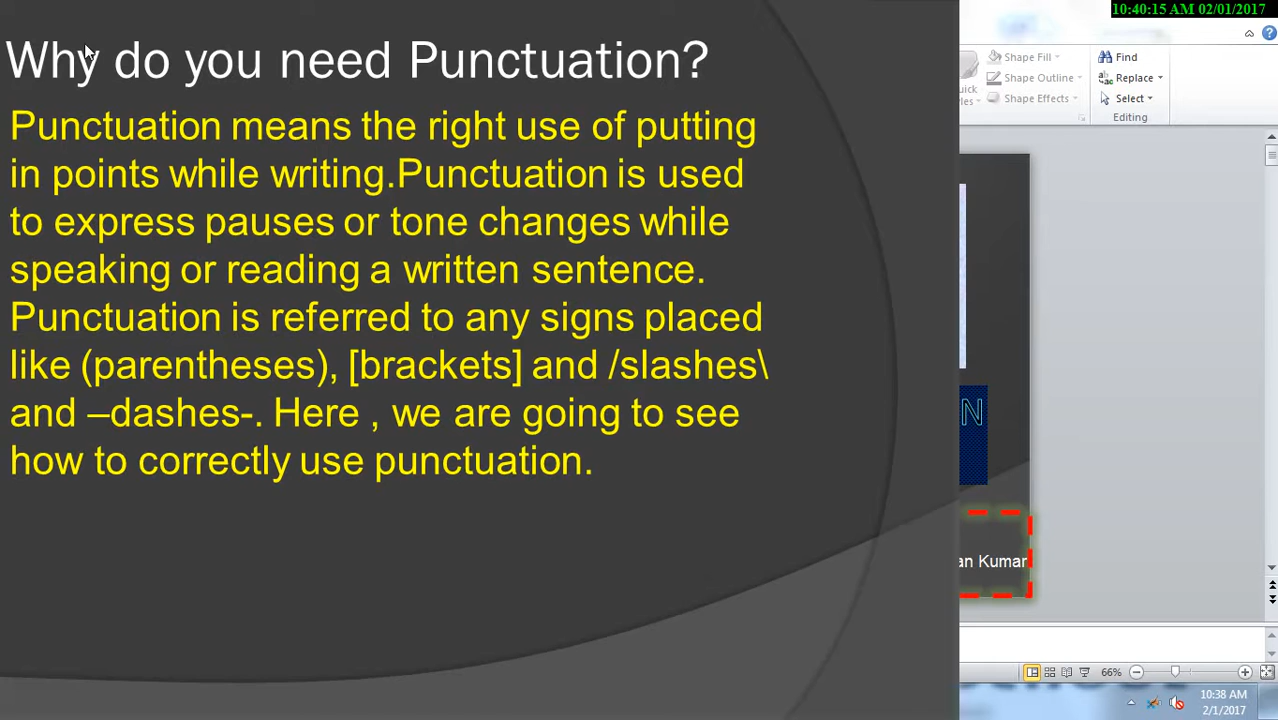 10:40:15 AM 02/01/2017
Why do you need Punctuation?
Punctuation means the right use of putting
in points while writing.Punctuation is used
to express pauses or tone changes while
speaking or reading a written sentence.
Punctuation is referred to any signs placed
like (parentheses), [brackets] and /slashes\
and –dashes-. Here , we are going to see
how to correctly use punctuation.
Shape Fill
Shape Outline
Shape Effects
Find
Replace
Select
Editing
N
an Kumar
66%
10:38 AM
2/1/2017